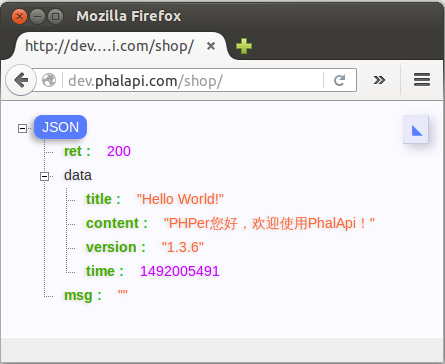 Mozilla Firefox
http://dev.…i.com/shop/
dev.phalapi.com/shop/
JSON
ret : 200
data
title : "Hello World!"
content : "PHPer您好，欢迎使用PhalApi！"
version : "1.3.6"
time : 1492005491
msg : ""